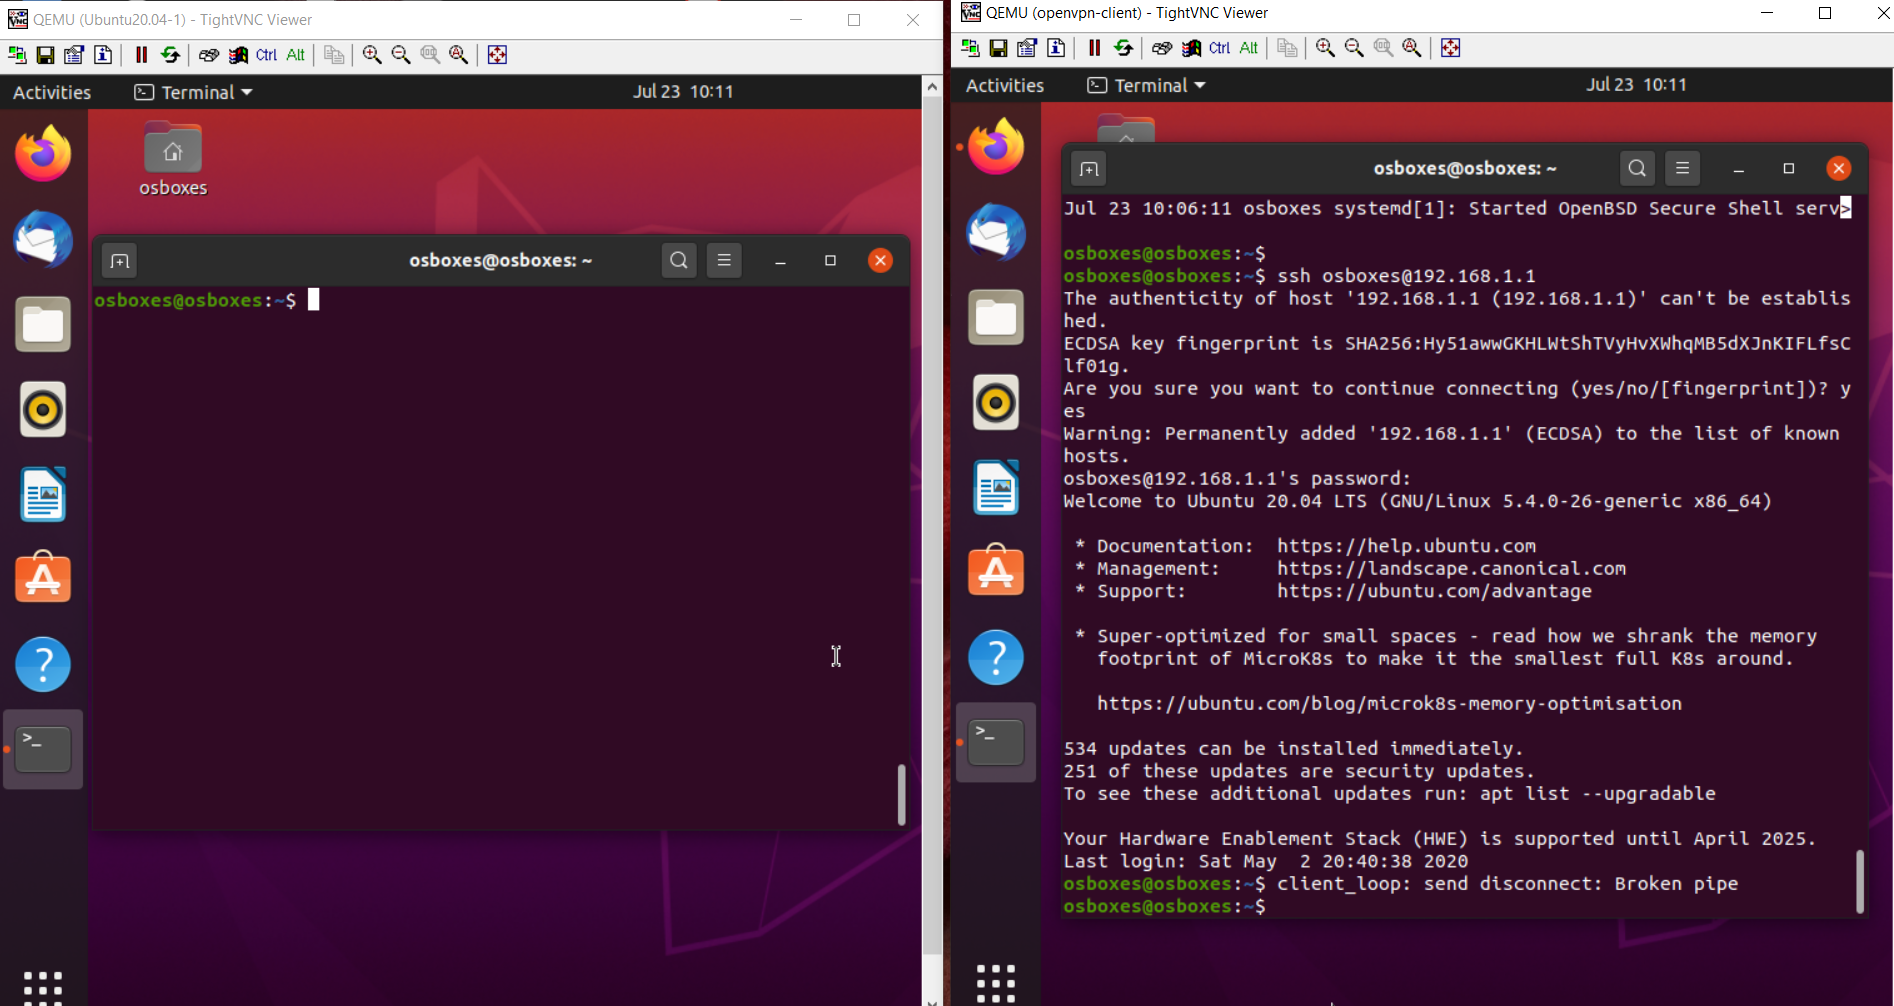 QEMU (Ubuntu20.04-1) - TightVNC Viewer
Ctrl Alt
Activities Terminal Jul 23 10:11
osboxes
osboxes@osboxes: ~
osboxes@osboxes:~$
QEMU (openvpn-client) - TightVNC Viewer
Ctrl Alt
Activities Terminal Jul 23 10:11
osboxes@osboxes: ~
Jul 23 10:06:11 osboxes systemd[1]: Started OpenBSD Secure Shell serv>
osboxes@osboxes:~$
osboxes@osboxes:~$ ssh osboxes@192.168.1.1
The authenticity of host '192.168.1.1 (192.168.1.1)' can't be establis
hed.
ECDSA key fingerprint is SHA256:Hy51awwGKHLWtShTVyHvXWhqMB5dXJnKIFLfsC
lf01g.
Are you sure you want to continue connecting (yes/no/[fingerprint])? y
es
Warning: Permanently added '192.168.1.1' (ECDSA) to the list of known
hosts.
osboxes@192.168.1.1's password:
Welcome to Ubuntu 20.04 LTS (GNU/Linux 5.4.0-26-generic x86_64)
* Documentation: https://help.ubuntu.com
* Management: https://landscape.canonical.com
* Support: https://ubuntu.com/advantage
* Super-optimized for small spaces - read how we shrank the memory
footprint of MicroK8s to make it the smallest full K8s around.
https://ubuntu.com/blog/microk8s-memory-optimisation
534 updates can be installed immediately.
251 of these updates are security updates.
To see these additional updates run: apt list --upgradable
Your Hardware Enablement Stack (HWE) is supported until April 2025.
Last login: Sat May  2 20:40:38 2020
osboxes@osboxes:~$ client_loop: send disconnect: Broken pipe
osboxes@osboxes:~$